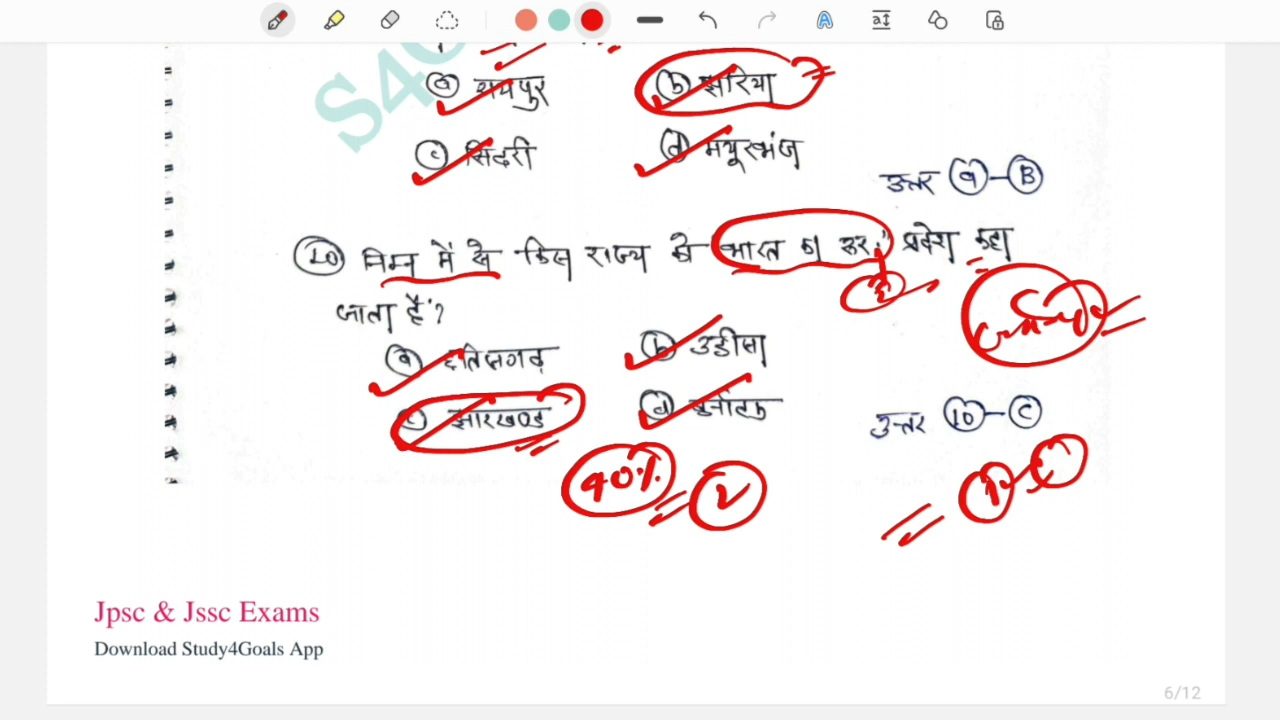 S4G
(a) रायपुर (b) झरिया
(c) सिंदरी (d) मयूरभंज
उत्तर (9)-(B)
(10) निम्न में से किस राज्य को भारत का रूर प्रदेश कहा
जाता है?
(a) छत्तीसगढ़ (b) उड़ीसा
(c) झारखण्ड (d) कर्नाटक
उत्तर (10)-(C)
40%
Jpsc & Jssc Exams
Download Study4Goals App
6/12